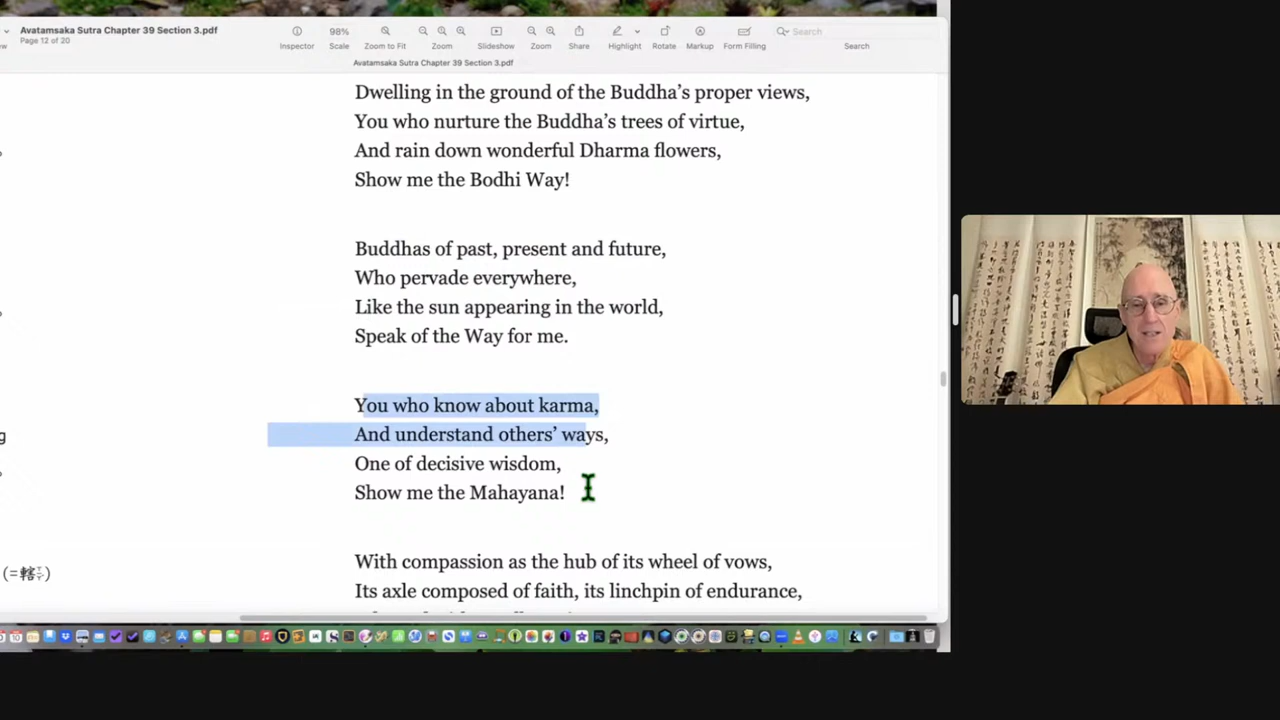 Avatamsaka Sutra Chapter 39 Section 3.pdf
Page 12 of 20
98%
Search
Inspector
Scale
Zoom to Fit
Zoom
Slideshow
Zoom
Share
Highlight
Rotate
Markup
Form Filling
Search
Avatamsaka Sutra Chapter 39 Section 3.pdf
Dwelling in the ground of the Buddha’s proper views,
You who nurture the Buddha’s trees of virtue,
And rain down wonderful Dharma flowers,
Show me the Bodhi Way!
Buddhas of past, present and future,
Who pervade everywhere,
Like the sun appearing in the world,
Speak of the Way for me.
You who know about karma,
And understand others’ ways,
One of decisive wisdom,
Show me the Mahayana!
With compassion as the hub of its wheel of vows,
Its axle composed of faith, its linchpin of endurance,
(=轄)